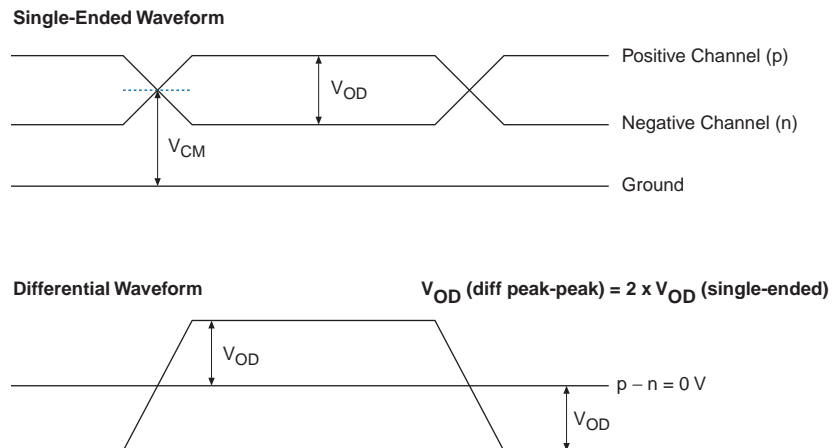 Single-Ended Waveform
Positive Channel (p)
VOD
Negative Channel (n)
VCM
Ground
Differential Waveform
VOD (diff peak-peak) = 2 x VOD (single-ended)
VOD
p – n = 0 V
VOD